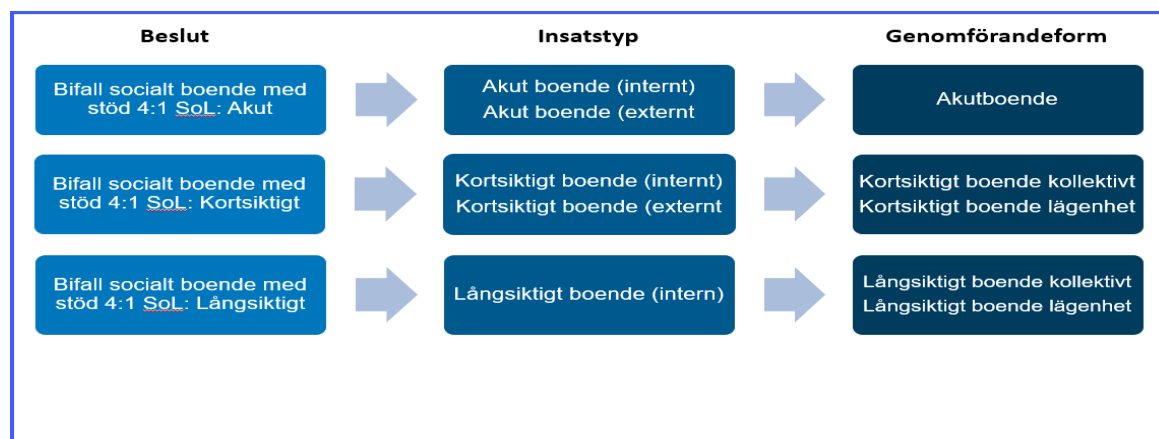 Beslut
Insatstyp
Genomförandeform
Bifall socialt boende med
stöd 4:1 SoL: Akut
Akut boende (internt)
Akut boende (externt
Akutboende
Bifall socialt boende med
stöd 4:1 SoL: Kortsiktigt
Kortsiktigt boende (internt)
Kortsiktigt boende (externt
Kortsiktigt boende kollektivt
Kortsiktigt boende lägenhet
Bifall socialt boende med
stöd 4:1 SoL: Långsiktigt
Långsiktigt boende (intern)
Långsiktigt boende kollektivt
Långsiktigt boende lägenhet